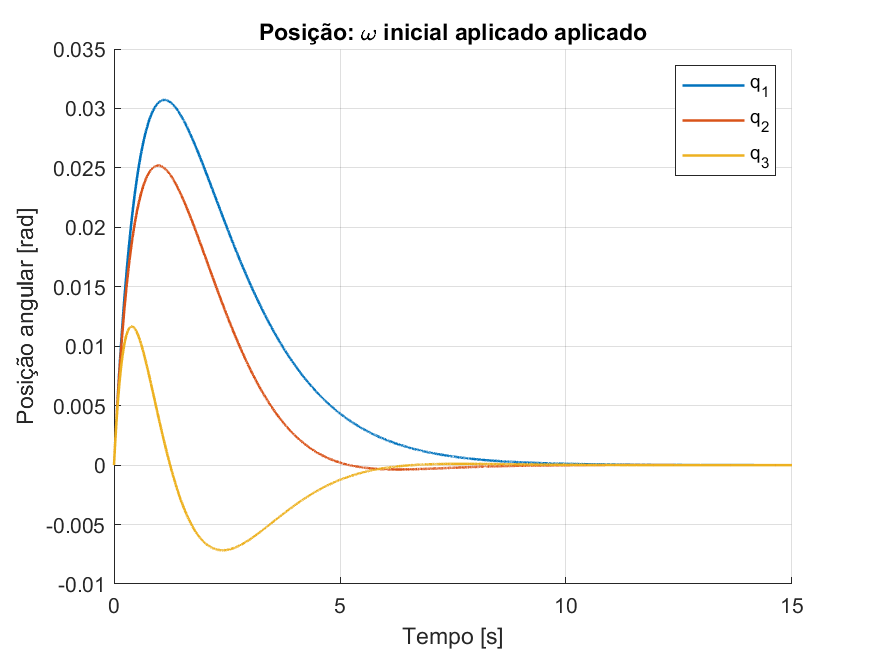 Posição: ω inicial aplicado aplicado
0.035
0.03
0.025
0.02
0.015
0.01
0.005
0
-0.005
-0.01
Posição angular [rad]
q1
q2
q3
0 5 10 15
Tempo [s]